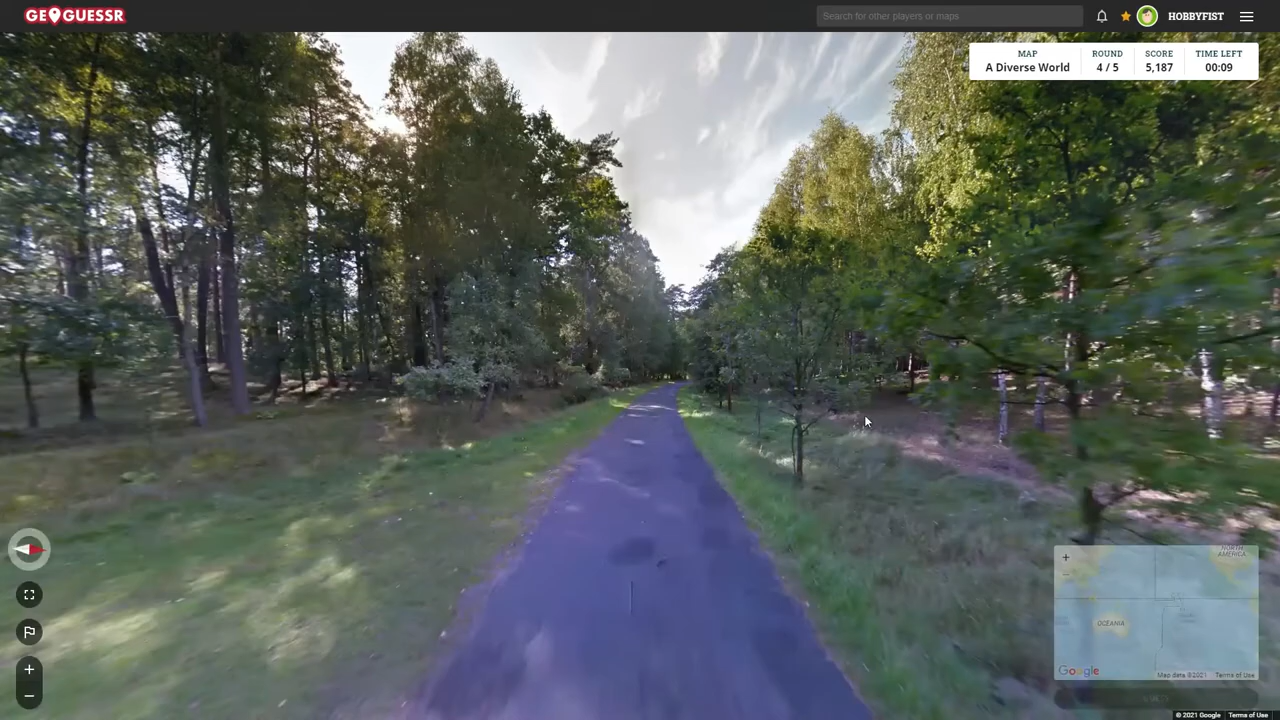 GEOGUESSR
Search for other players or maps
HOBBYFIST
MAP
A Diverse World
ROUND
4 / 5
SCORE
5,187
TIME LEFT
00:09
NORTH
AMERICA
OCEANIA
Google
Map data ©2021
Terms of Use
© 2021 Google
Terms of Use